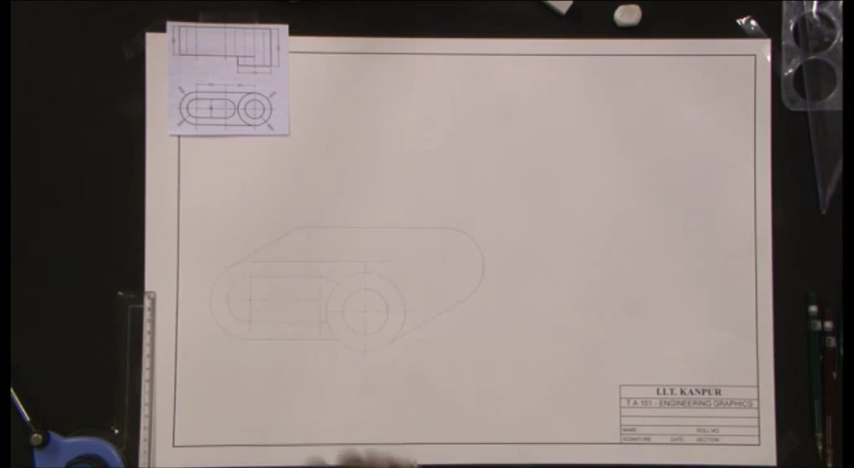 I.I.T. KANPUR
T A 101 - ENGINEERING GRAPHICS
NAME: ROLL NO:
SIGNATURE: DATE: SECTION: